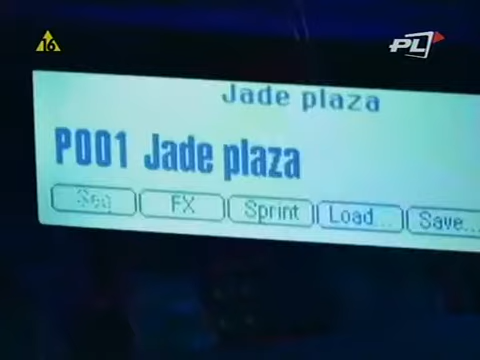 16
PL
Jade plaza
P001 Jade plaza
Seq FX Sprint Load... Save...